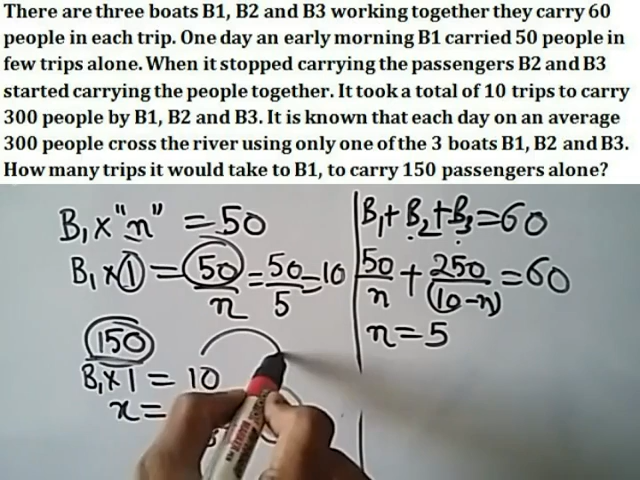 There are three boats B1, B2 and B3 working together they carry 60
people in each trip. One day an early morning B1 carried 50 people in
few trips alone. When it stopped carrying the passengers B2 and B3
started carrying the people together. It took a total of 10 trips to carry
300 people by B1, B2 and B3. It is known that each day on an average
300 people cross the river using only one of the 3 boats B1, B2 and B3.
How many trips it would take to B1, to carry 150 passengers alone?
B₁ x "n" = 50
B₁ x 1 = 50/n = 50/5 = 10
150
B₁ x 1 = 10
x =
B₁ + B₂ + B₃ = 60
50/n + 250/(10-n) = 60
n = 5